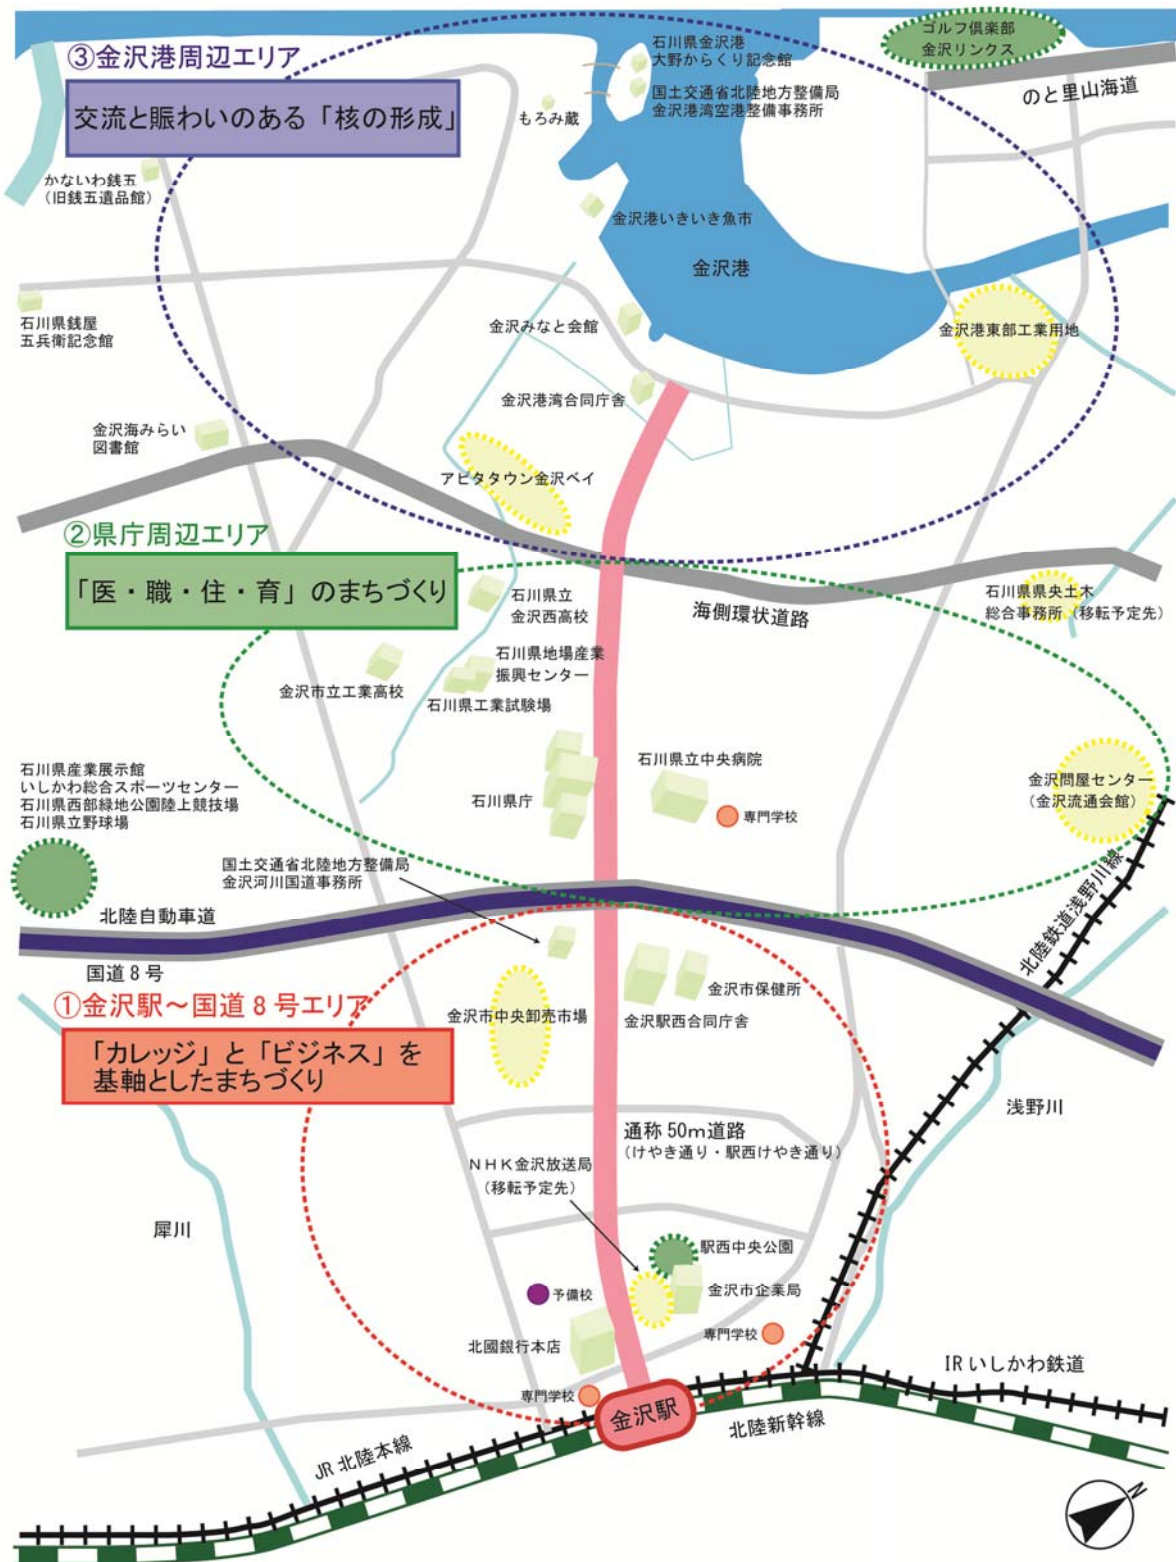 ③金沢港周辺エリア
交流と賑わいのある「核の形成」
石川県金沢港
大野からくり記念館
国土交通省北陸地方整備局
金沢港湾空港整備事務所
ゴルフ倶楽部
金沢リンクス
のと里山海道
もろみ蔵
かないわ銭五
（旧銭五遺品館）
金沢港いきいき魚市
金沢港
石川県銭屋
五兵衛記念館
金沢みなと会館
金沢港東部工業用地
金沢港湾合同庁舎
金沢海みらい
図書館
アピタタウン金沢ベイ
②県庁周辺エリア
「医・職・住・育」のまちづくり
石川県立
金沢西高校
海側環状道路
石川県県央土木
総合事務所（移転予定先）
石川県地場産業
振興センター
金沢市立工業高校
石川県工業試験場
石川県産業展示館
いしかわ総合スポーツセンター
石川県西部緑地公園陸上競技場
石川県立野球場
石川県庁
石川県立中央病院
専門学校
金沢問屋センター
（金沢流通会館）
国土交通省北陸地方整備局
金沢河川国道事務所
北陸自動車道
国道8号
北陸鉄道浅野川線
①金沢駅～国道8号エリア
「カレッジ」と「ビジネス」を
基軸としたまちづくり
金沢市中央卸売市場
金沢市保健所
金沢駅西合同庁舎
浅野川
通称50m道路
（けやき通り・駅西けやき通り）
NHK金沢放送局
（移転予定先）
犀川
駅西中央公園
予備校
金沢市企業局
北國銀行本店
専門学校
専門学校
金沢駅
IRいしかわ鉄道
北陸新幹線
JR北陸本線
N